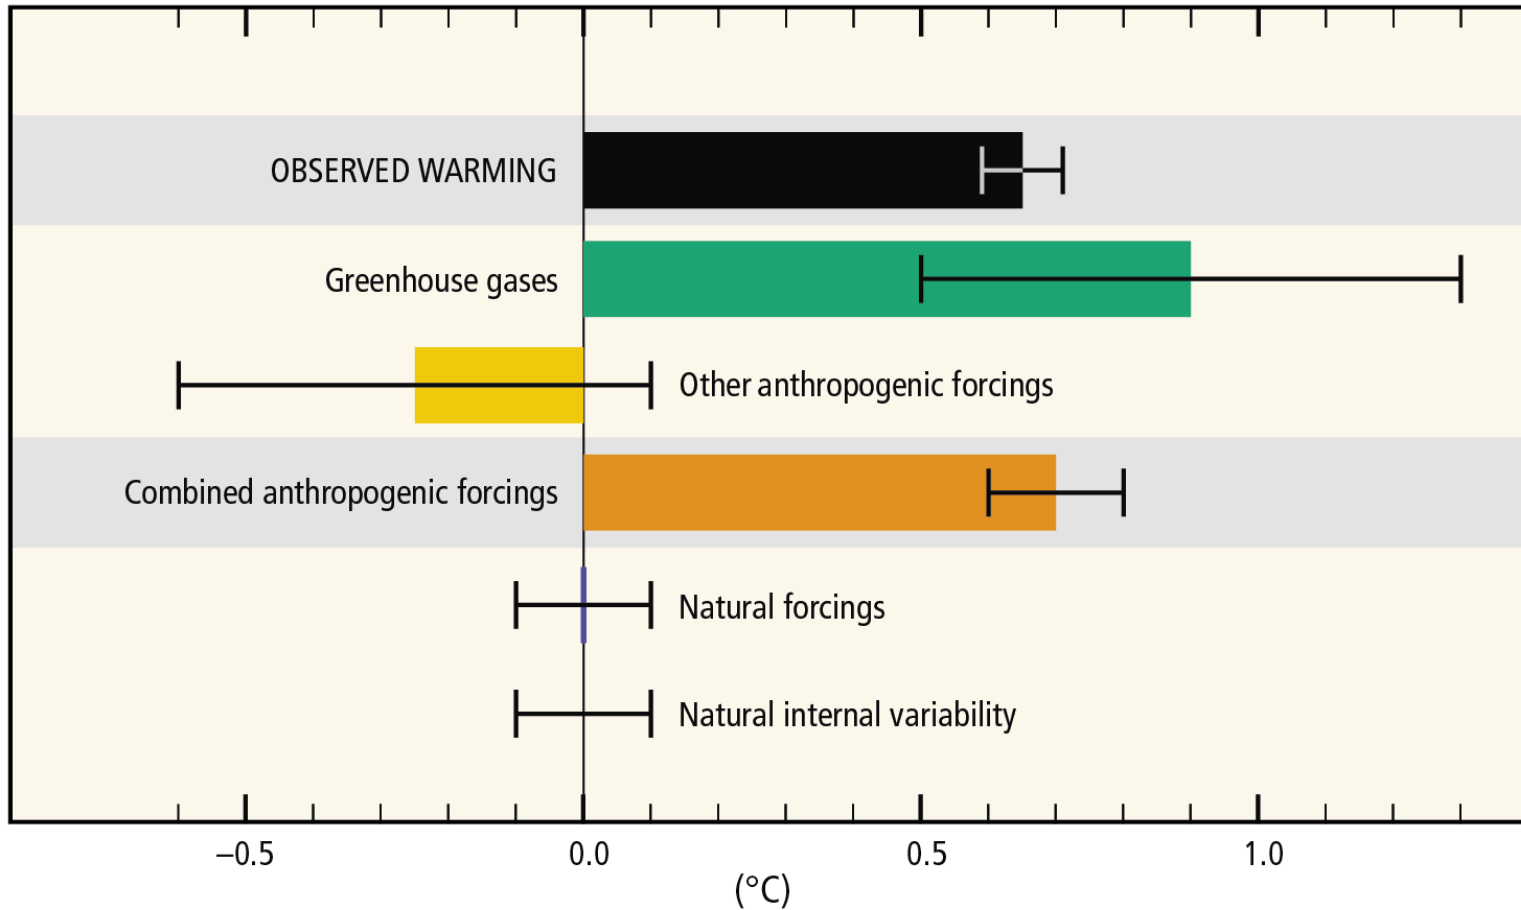 OBSERVED WARMING
Greenhouse gases
Other anthropogenic forcings
Combined anthropogenic forcings
Natural forcings
Natural internal variability
–0.5 0.0 0.5 1.0
(°C)